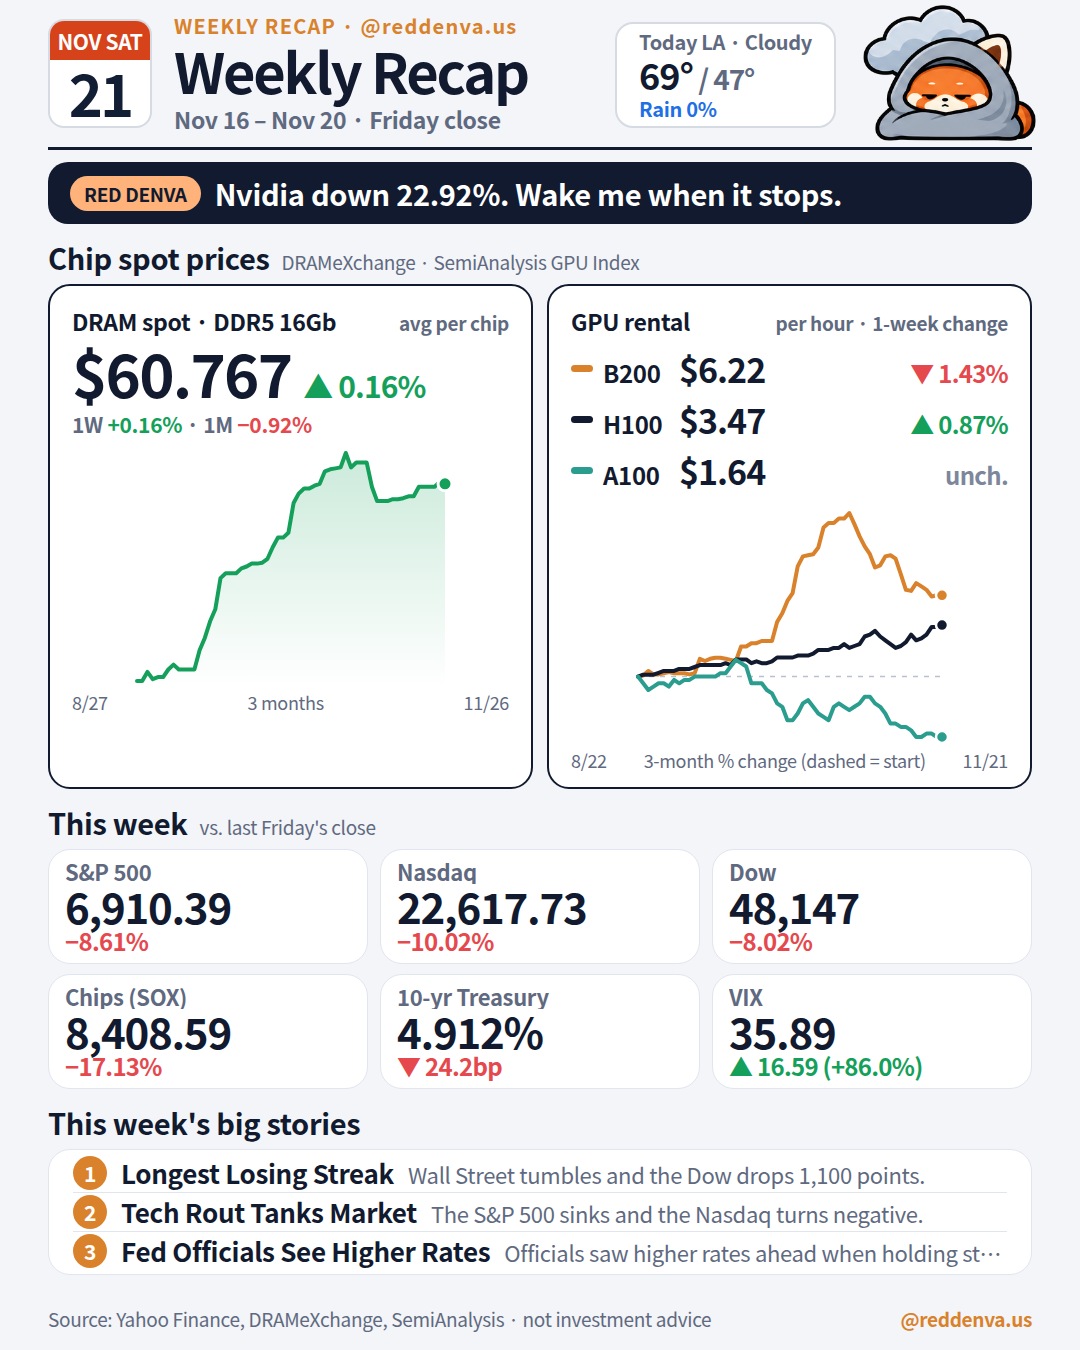 NOV SAT
21
WEEKLY RECAP · @reddenva.us
Weekly Recap
Nov 16 – Nov 20 · Friday close
Today LA · Cloudy
69° / 47°
Rain 0%
RED DENVA Nvidia down 22.92%. Wake me when it stops.
Chip spot prices DRAMeXchange · SemiAnalysis GPU Index
DRAM spot · DDR5 16Gb avg per chip
$60.767 ▲ 0.16%
1W +0.16% · 1M −0.92%
8/27 3 months 11/26
GPU rental per hour · 1-week change
B200 $6.22 ▼ 1.43%
H100 $3.47 ▲ 0.87%
A100 $1.64 unch.
8/22 3-month % change (dashed = start) 11/21
This week vs. last Friday's close
S&P 500
6,910.39
−8.61%
Nasdaq
22,617.73
−10.02%
Dow
48,147
−8.02%
Chips (SOX)
8,408.59
−17.13%
10-yr Treasury
4.912%
▼ 24.2bp
VIX
35.89
▲ 16.59 (+86.0%)
This week's big stories
1 Longest Losing Streak Wall Street tumbles and the Dow drops 1,100 points.
2 Tech Rout Tanks Market The S&P 500 sinks and the Nasdaq turns negative.
3 Fed Officials See Higher Rates Officials saw higher rates ahead when holding st···
Source: Yahoo Finance, DRAMeXchange, SemiAnalysis · not investment advice
@reddenva.us